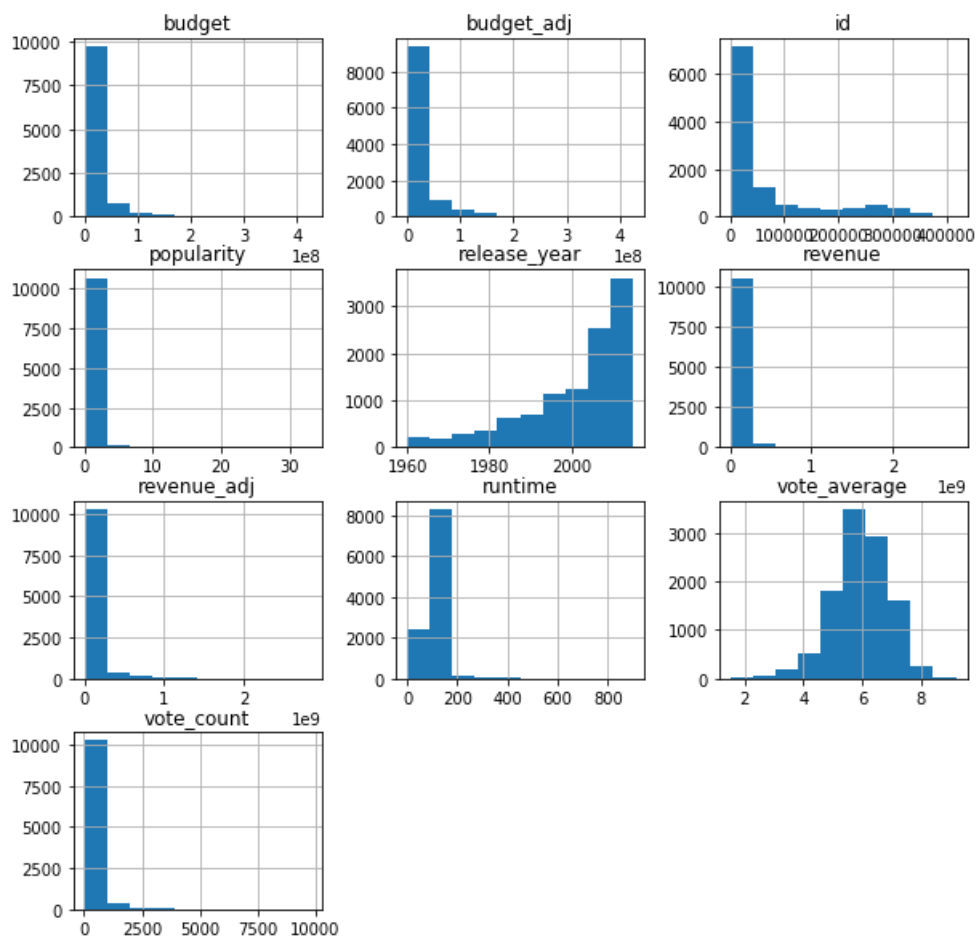 budget
budget_adj
id
10000
7500
5000
2500
0
0 1 2 3 4
1e8
8000
6000
4000
2000
0
0 1 2 3 4
1e8
6000
4000
2000
0
0 100000 200000 300000 400000
popularity
release_year
revenue
10000
7500
5000
2500
0
0 10 20 30
3000
2000
1000
0
1960 1980 2000
10000
7500
5000
2500
0
0 1 2
1e9
revenue_adj
runtime
vote_average
10000
7500
5000
2500
0
0 1 2
1e9
8000
6000
4000
2000
0
0 200 400 600 800
3000
2000
1000
0
2 4 6 8
vote_count
10000
7500
5000
2500
0
0 2500 5000 7500 10000